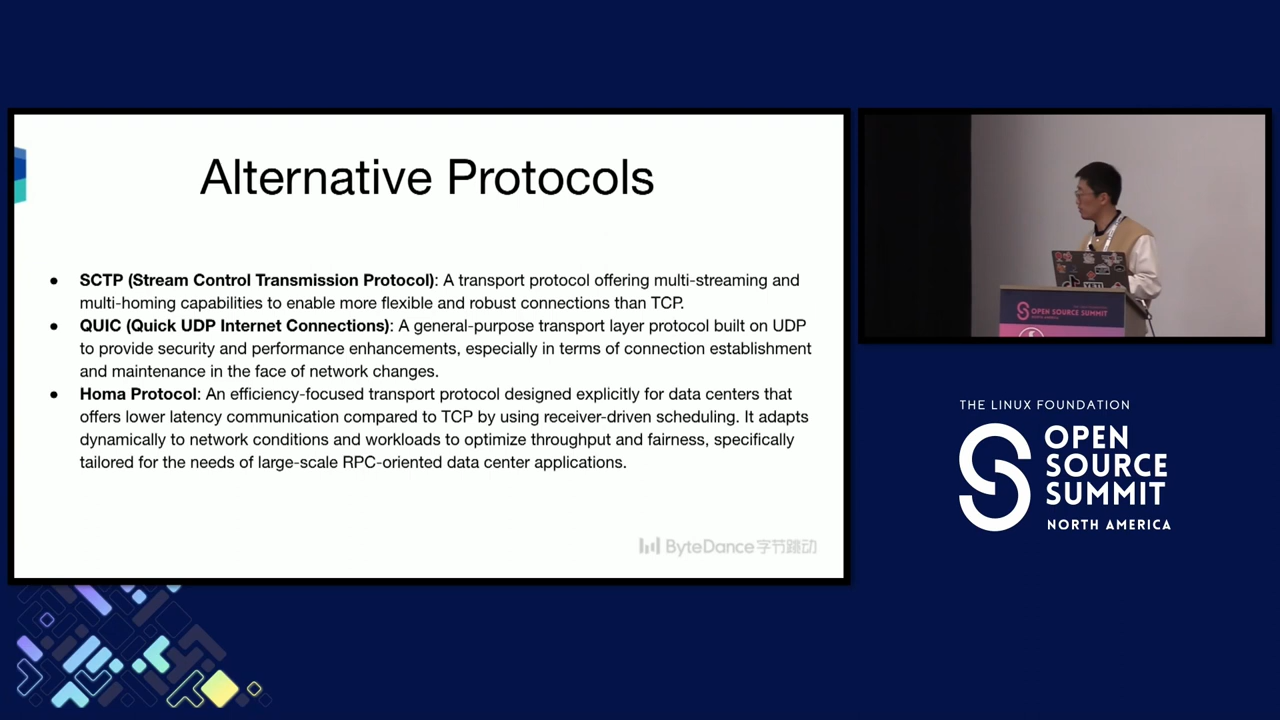 Alternative Protocols
● SCTP (Stream Control Transmission Protocol): A transport protocol offering multi-streaming and
multi-homing capabilities to enable more flexible and robust connections than TCP.
● QUIC (Quick UDP Internet Connections): A general-purpose transport layer protocol built on UDP
to provide security and performance enhancements, especially in terms of connection establishment
and maintenance in the face of network changes.
● Homa Protocol: An efficiency-focused transport protocol designed explicitly for data centers that
offers lower latency communication compared to TCP by using receiver-driven scheduling. It adapts
dynamically to network conditions and workloads to optimize throughput and fairness, specifically
tailored for the needs of large-scale RPC-oriented data center applications.
ByteDance字节跳动
YETI
OPEN SOURCE SUMMIT
THE LINUX FOUNDATION
OPEN
SOURCE
SUMMIT
NORTH AMERICA